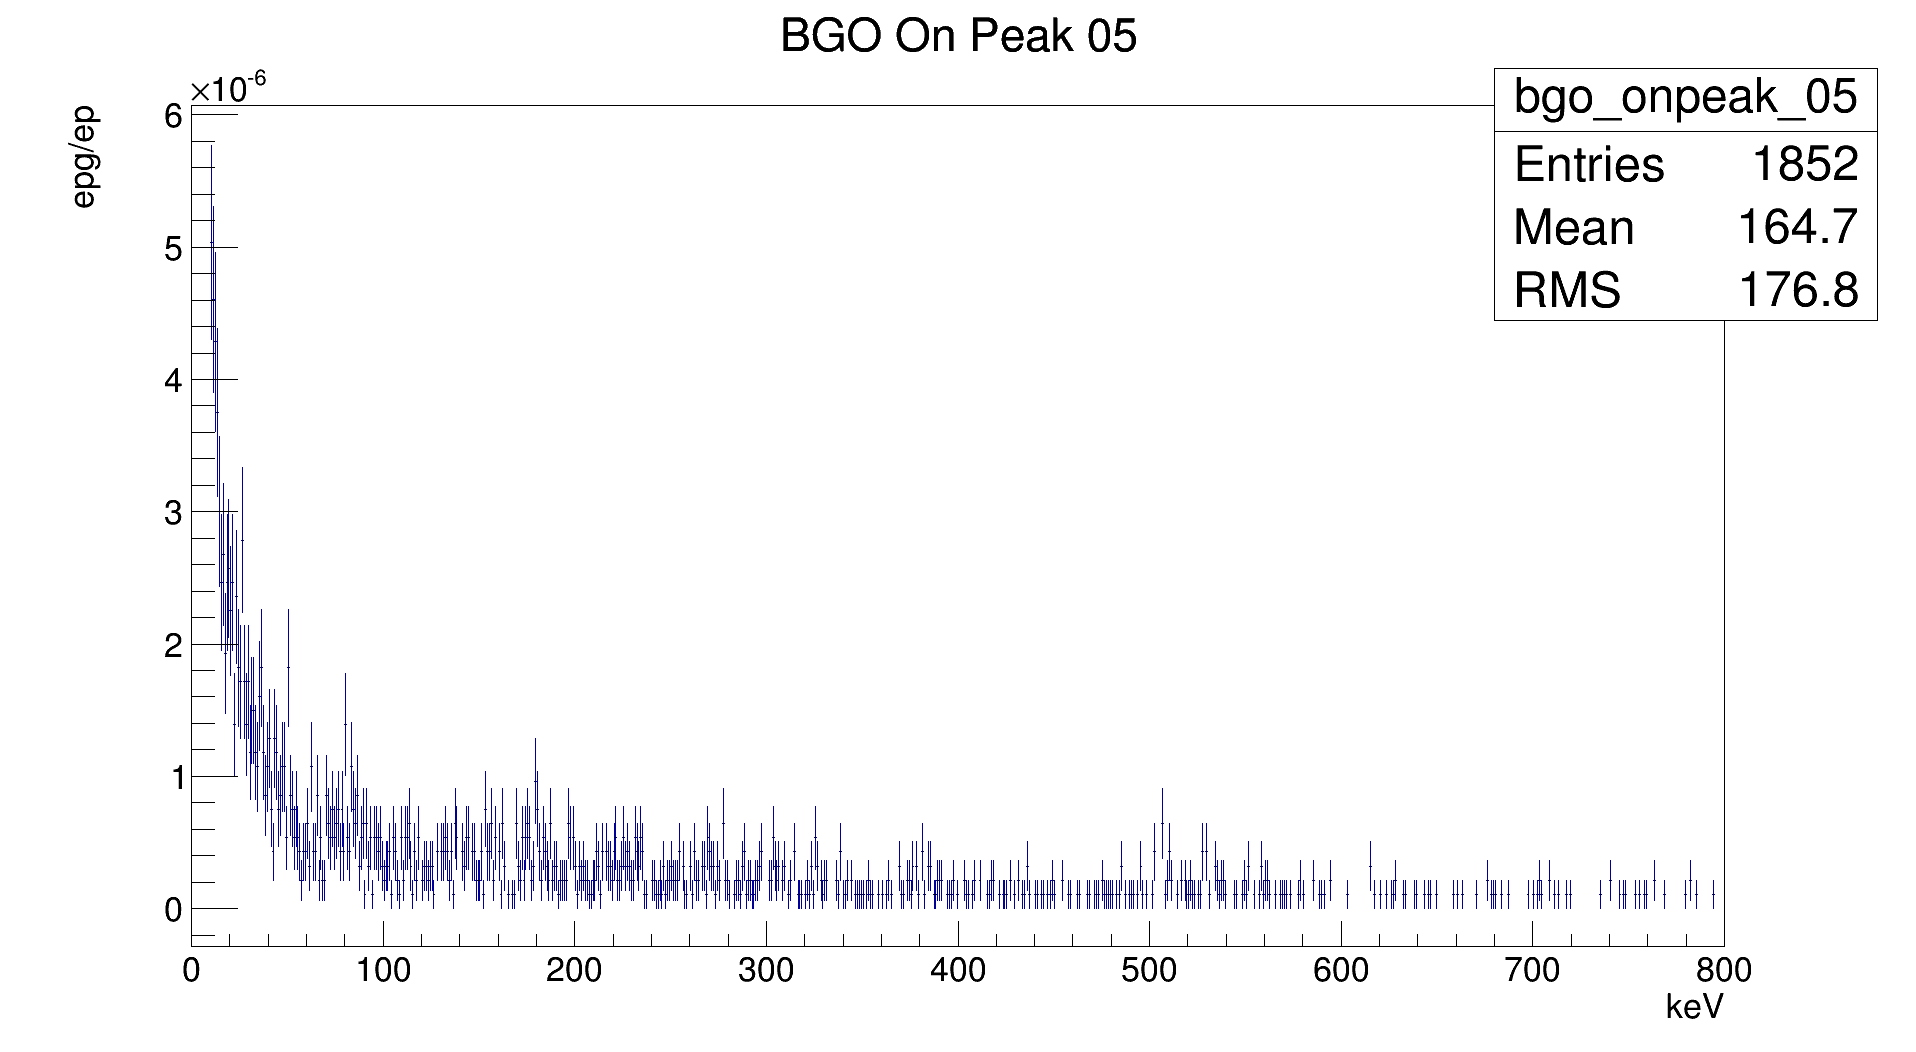 BGO On Peak 05
×10⁻⁶
epg/ep
bgo_onpeak_05
Entries 1852
Mean 164.7
RMS 176.8
6
5
4
3
2
1
0
0 100 200 300 400 500 600 700 800
keV